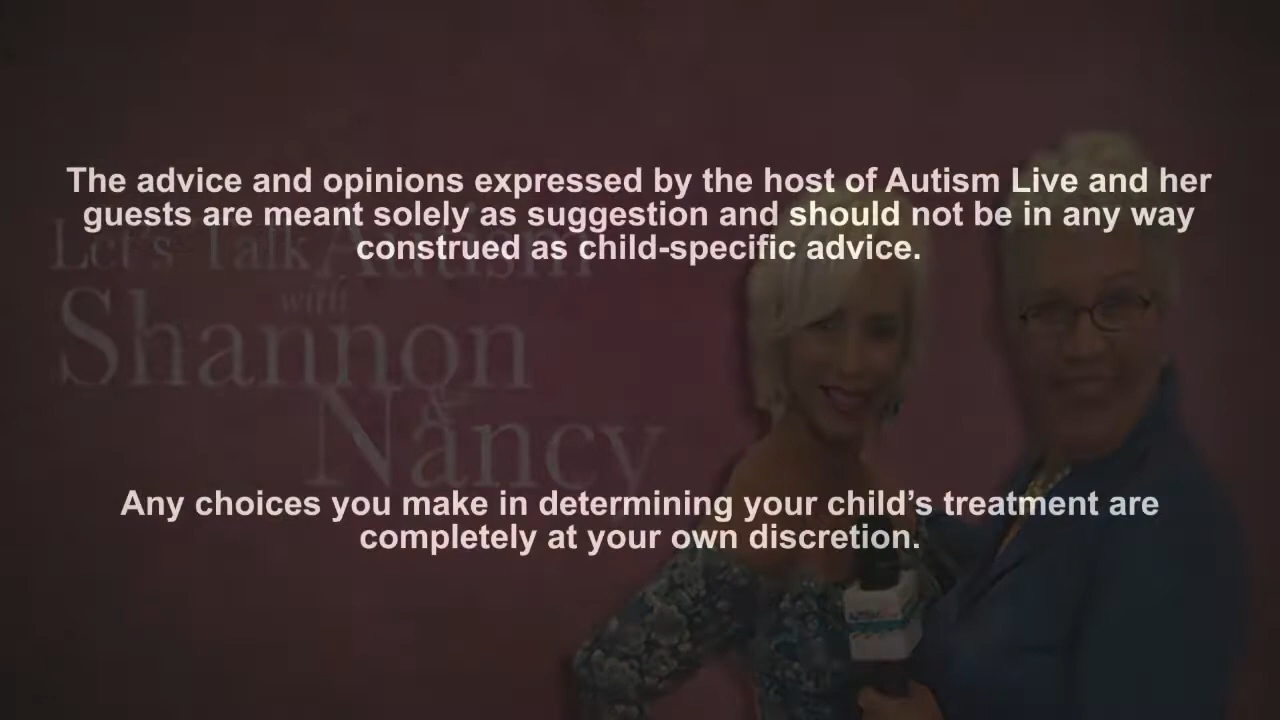 The advice and opinions expressed by the host of Autism Live and her
guests are meant solely as suggestion and should not be in any way
construed as child-specific advice.
Let's Talk Autism
with
Shannon
&
Nancy
Any choices you make in determining your child’s treatment are
completely at your own discretion.